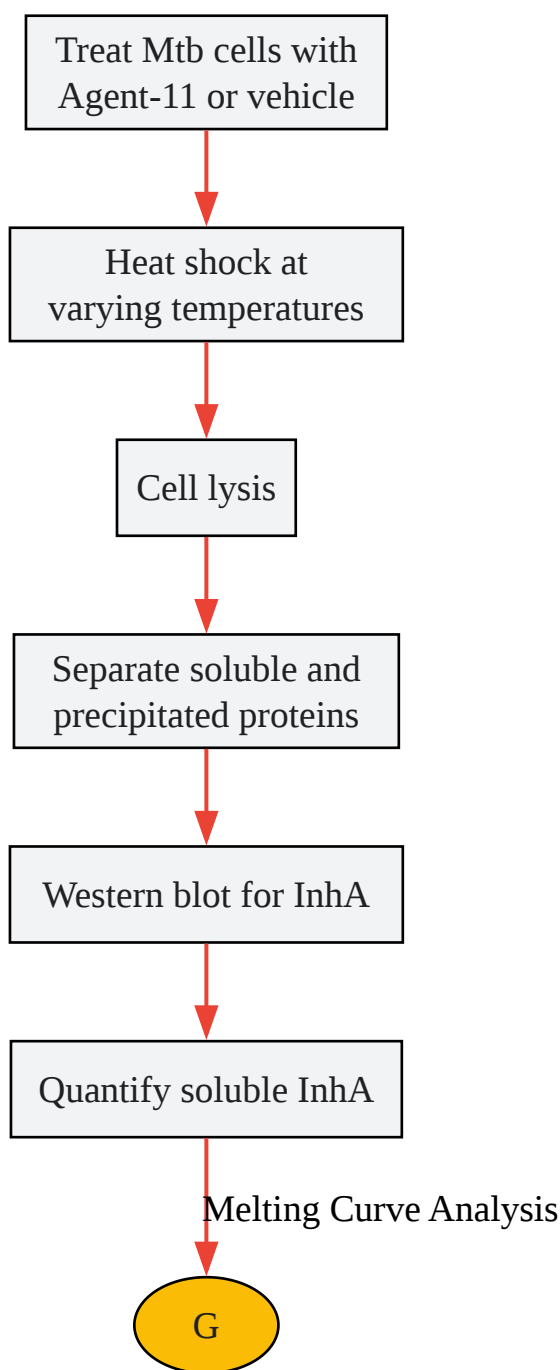 Treat Mtb cells with
Agent-11 or vehicle
Heat shock at
varying temperatures
Cell lysis
Separate soluble and
precipitated proteins
Western blot for InhA
Quantify soluble InhA
Melting Curve Analysis
G